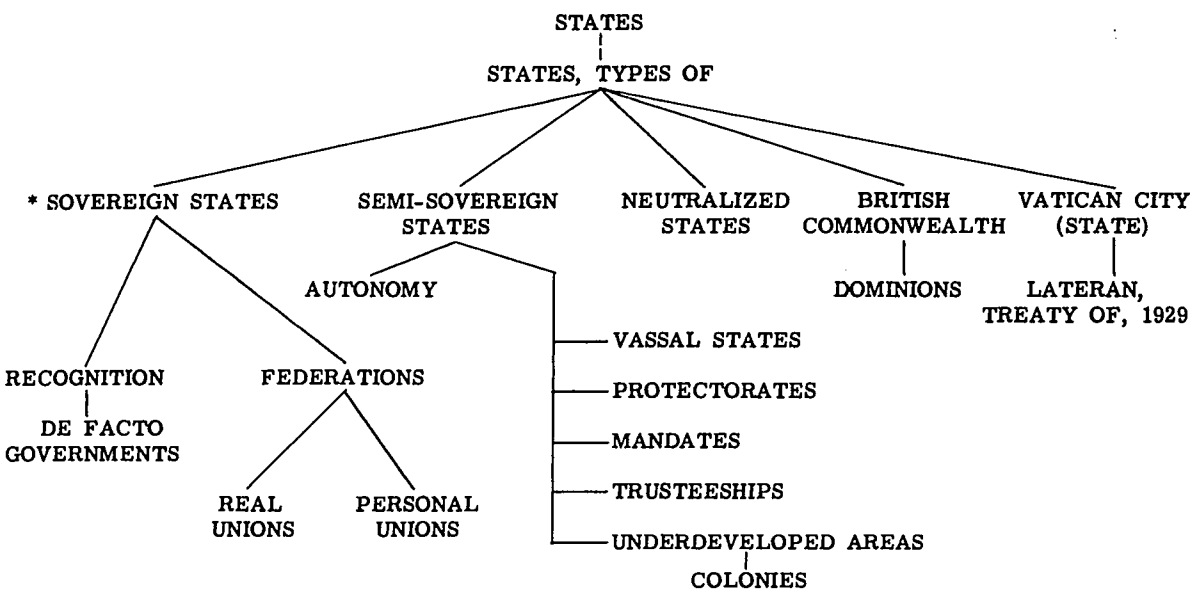 STATES
STATES, TYPES OF
* SOVEREIGN STATES
SEMI-SOVEREIGN
STATES
NEUTRALIZED
STATES
BRITISH
COMMONWEALTH
VATICAN CITY
(STATE)
AUTONOMY
DOMINIONS
LATERAN,
TREATY OF, 1929
VASSAL STATES
RECOGNITION
FEDERATIONS
PROTECTORATES
DE FACTO
GOVERNMENTS
MANDATES
REAL
UNIONS
PERSONAL
UNIONS
TRUSTEESHIPS
UNDERDEVELOPED AREAS
COLONIES